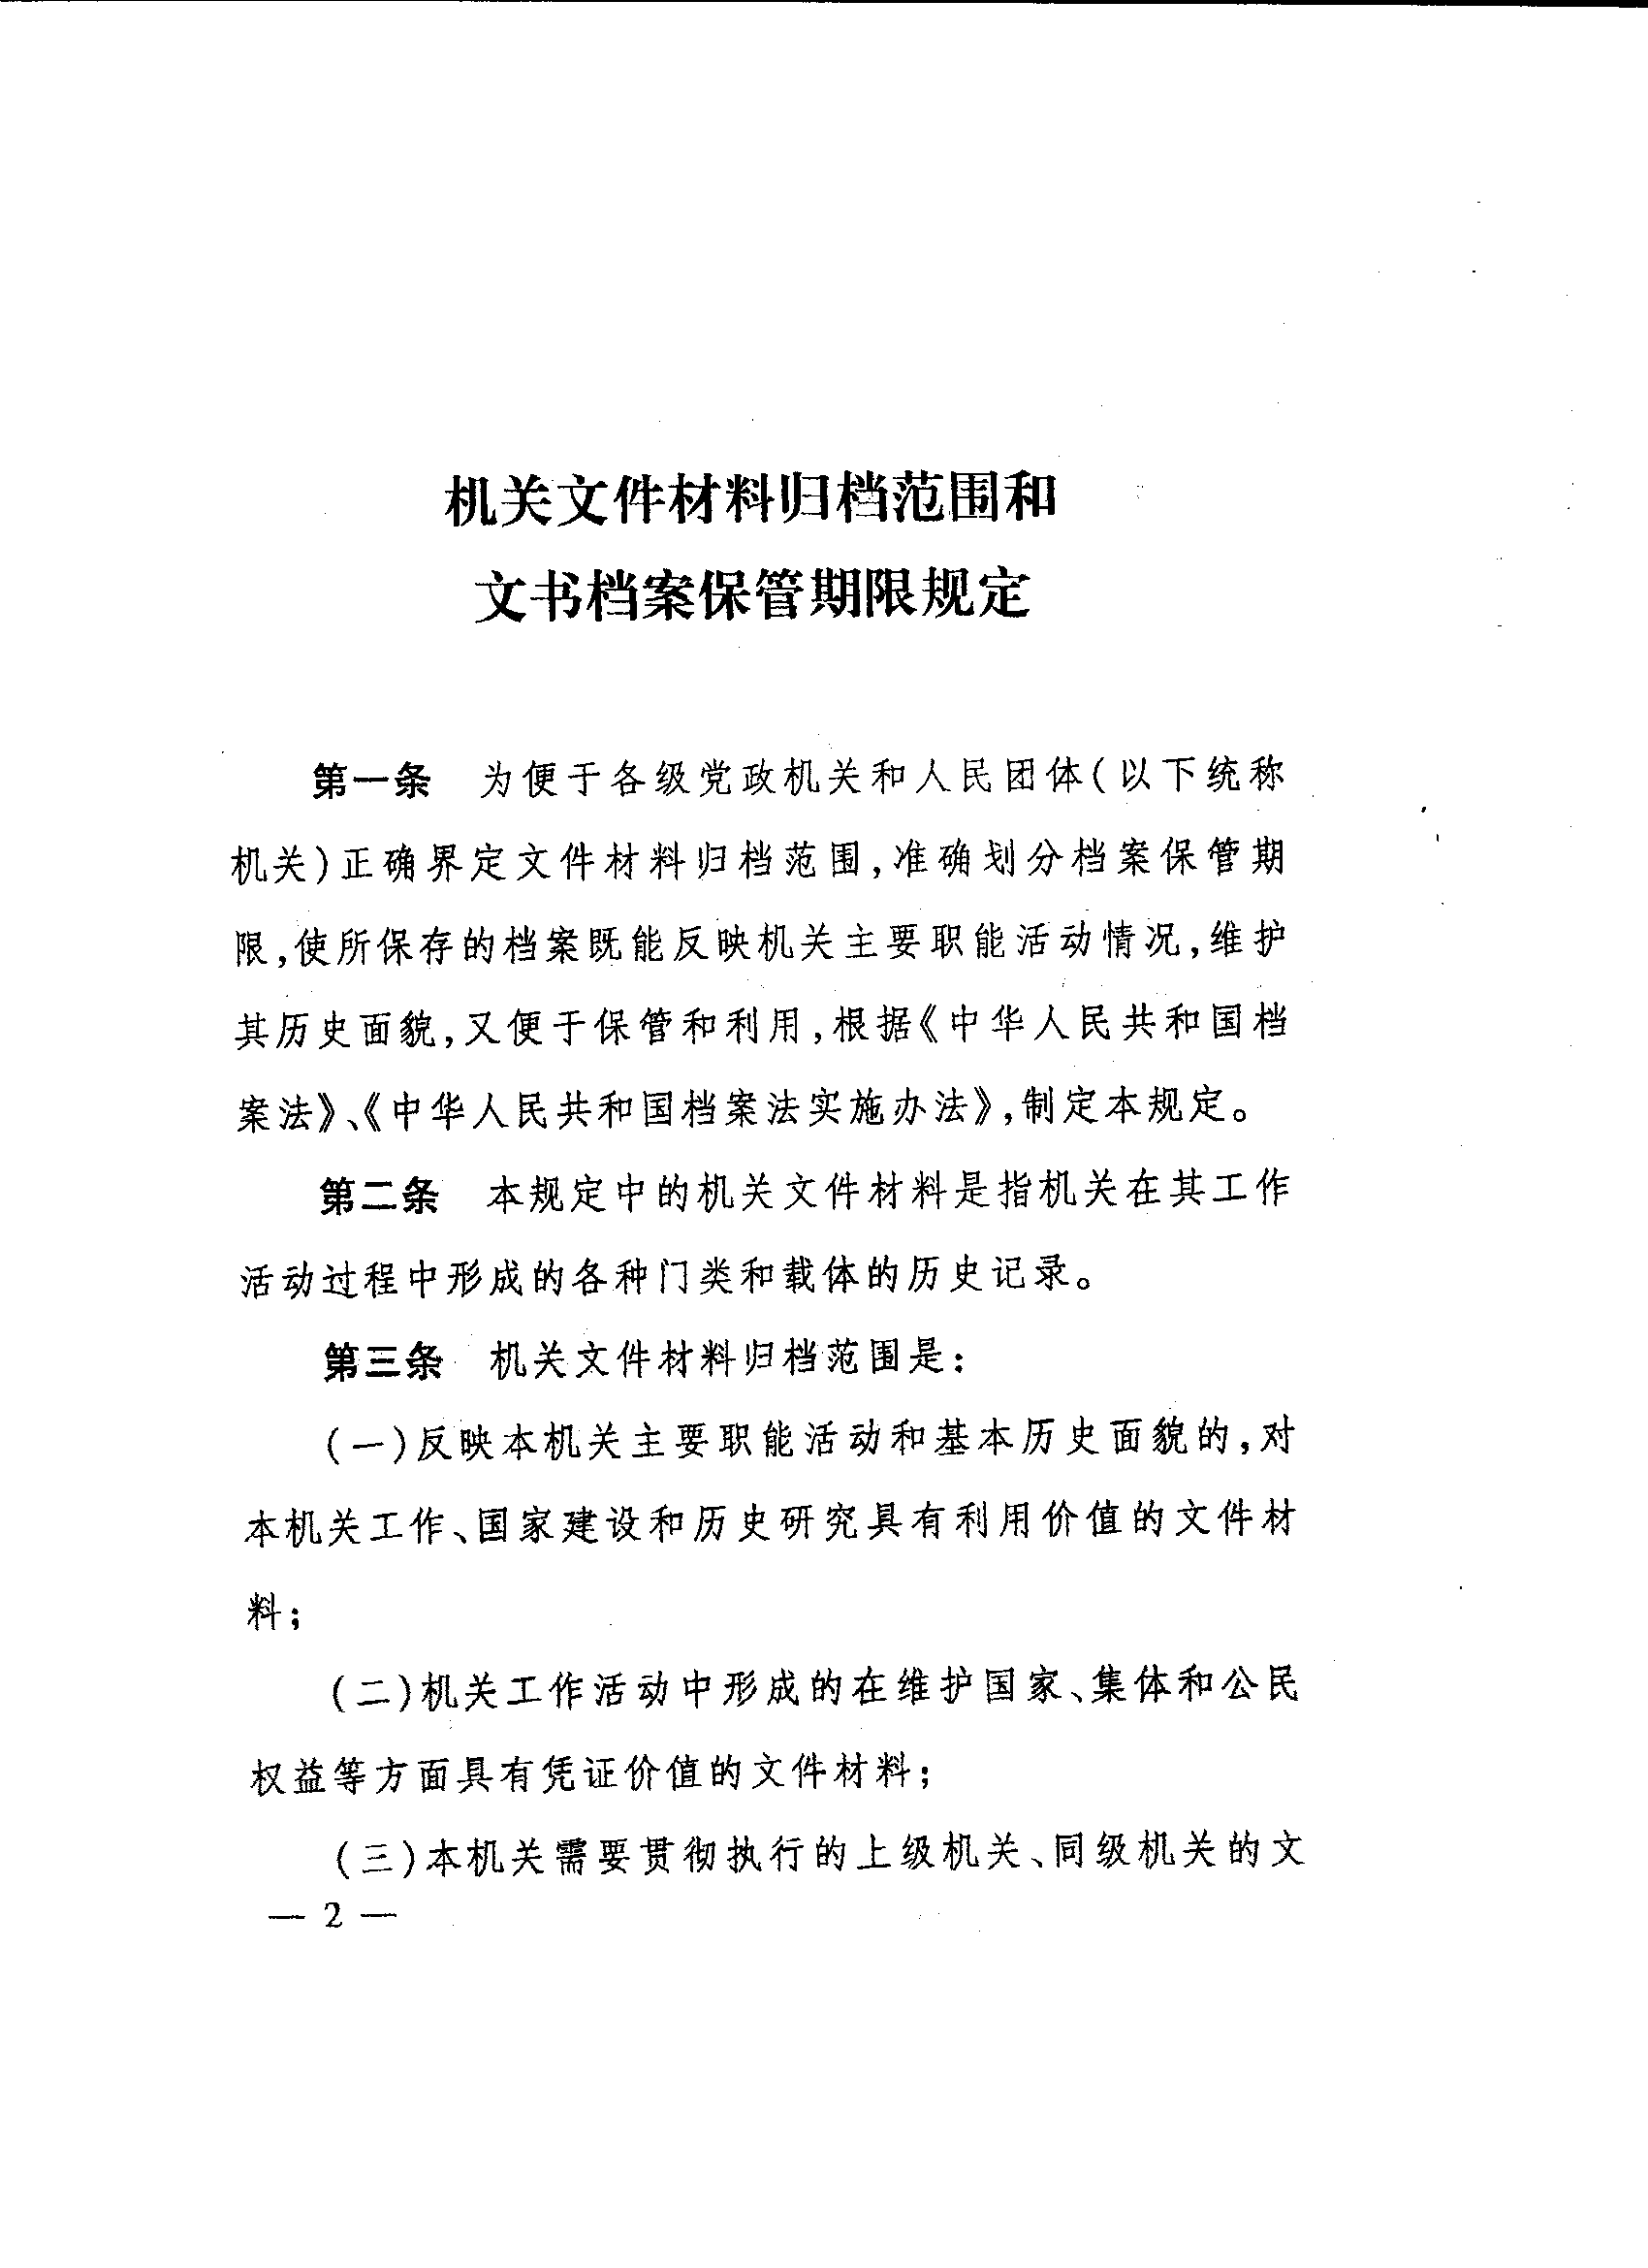 机关文件材料归档范围和
文书档案保管期限规定
第一条 为便于各级党政机关和人民团体(以下统称
机关)正确界定文件材料归档范围,准确划分档案保管期
限,使所保存的档案既能反映机关主要职能活动情况,维护
其历史面貌,又便于保管和利用,根据《中华人民共和国档
案法》、《中华人民共和国档案法实施办法》,制定本规定。
第二条 本规定中的机关文件材料是指机关在其工作
活动过程中形成的各种门类和载体的历史记录。
第三条 机关文件材料归档范围是:
(一)反映本机关主要职能活动和基本历史面貌的,对
本机关工作、国家建设和历史研究具有利用价值的文件材
料;
(二)机关工作活动中形成的在维护国家、集体和公民
权益等方面具有凭证价值的文件材料;
(三)本机关需要贯彻执行的上级机关、同级机关的文
— 2 —